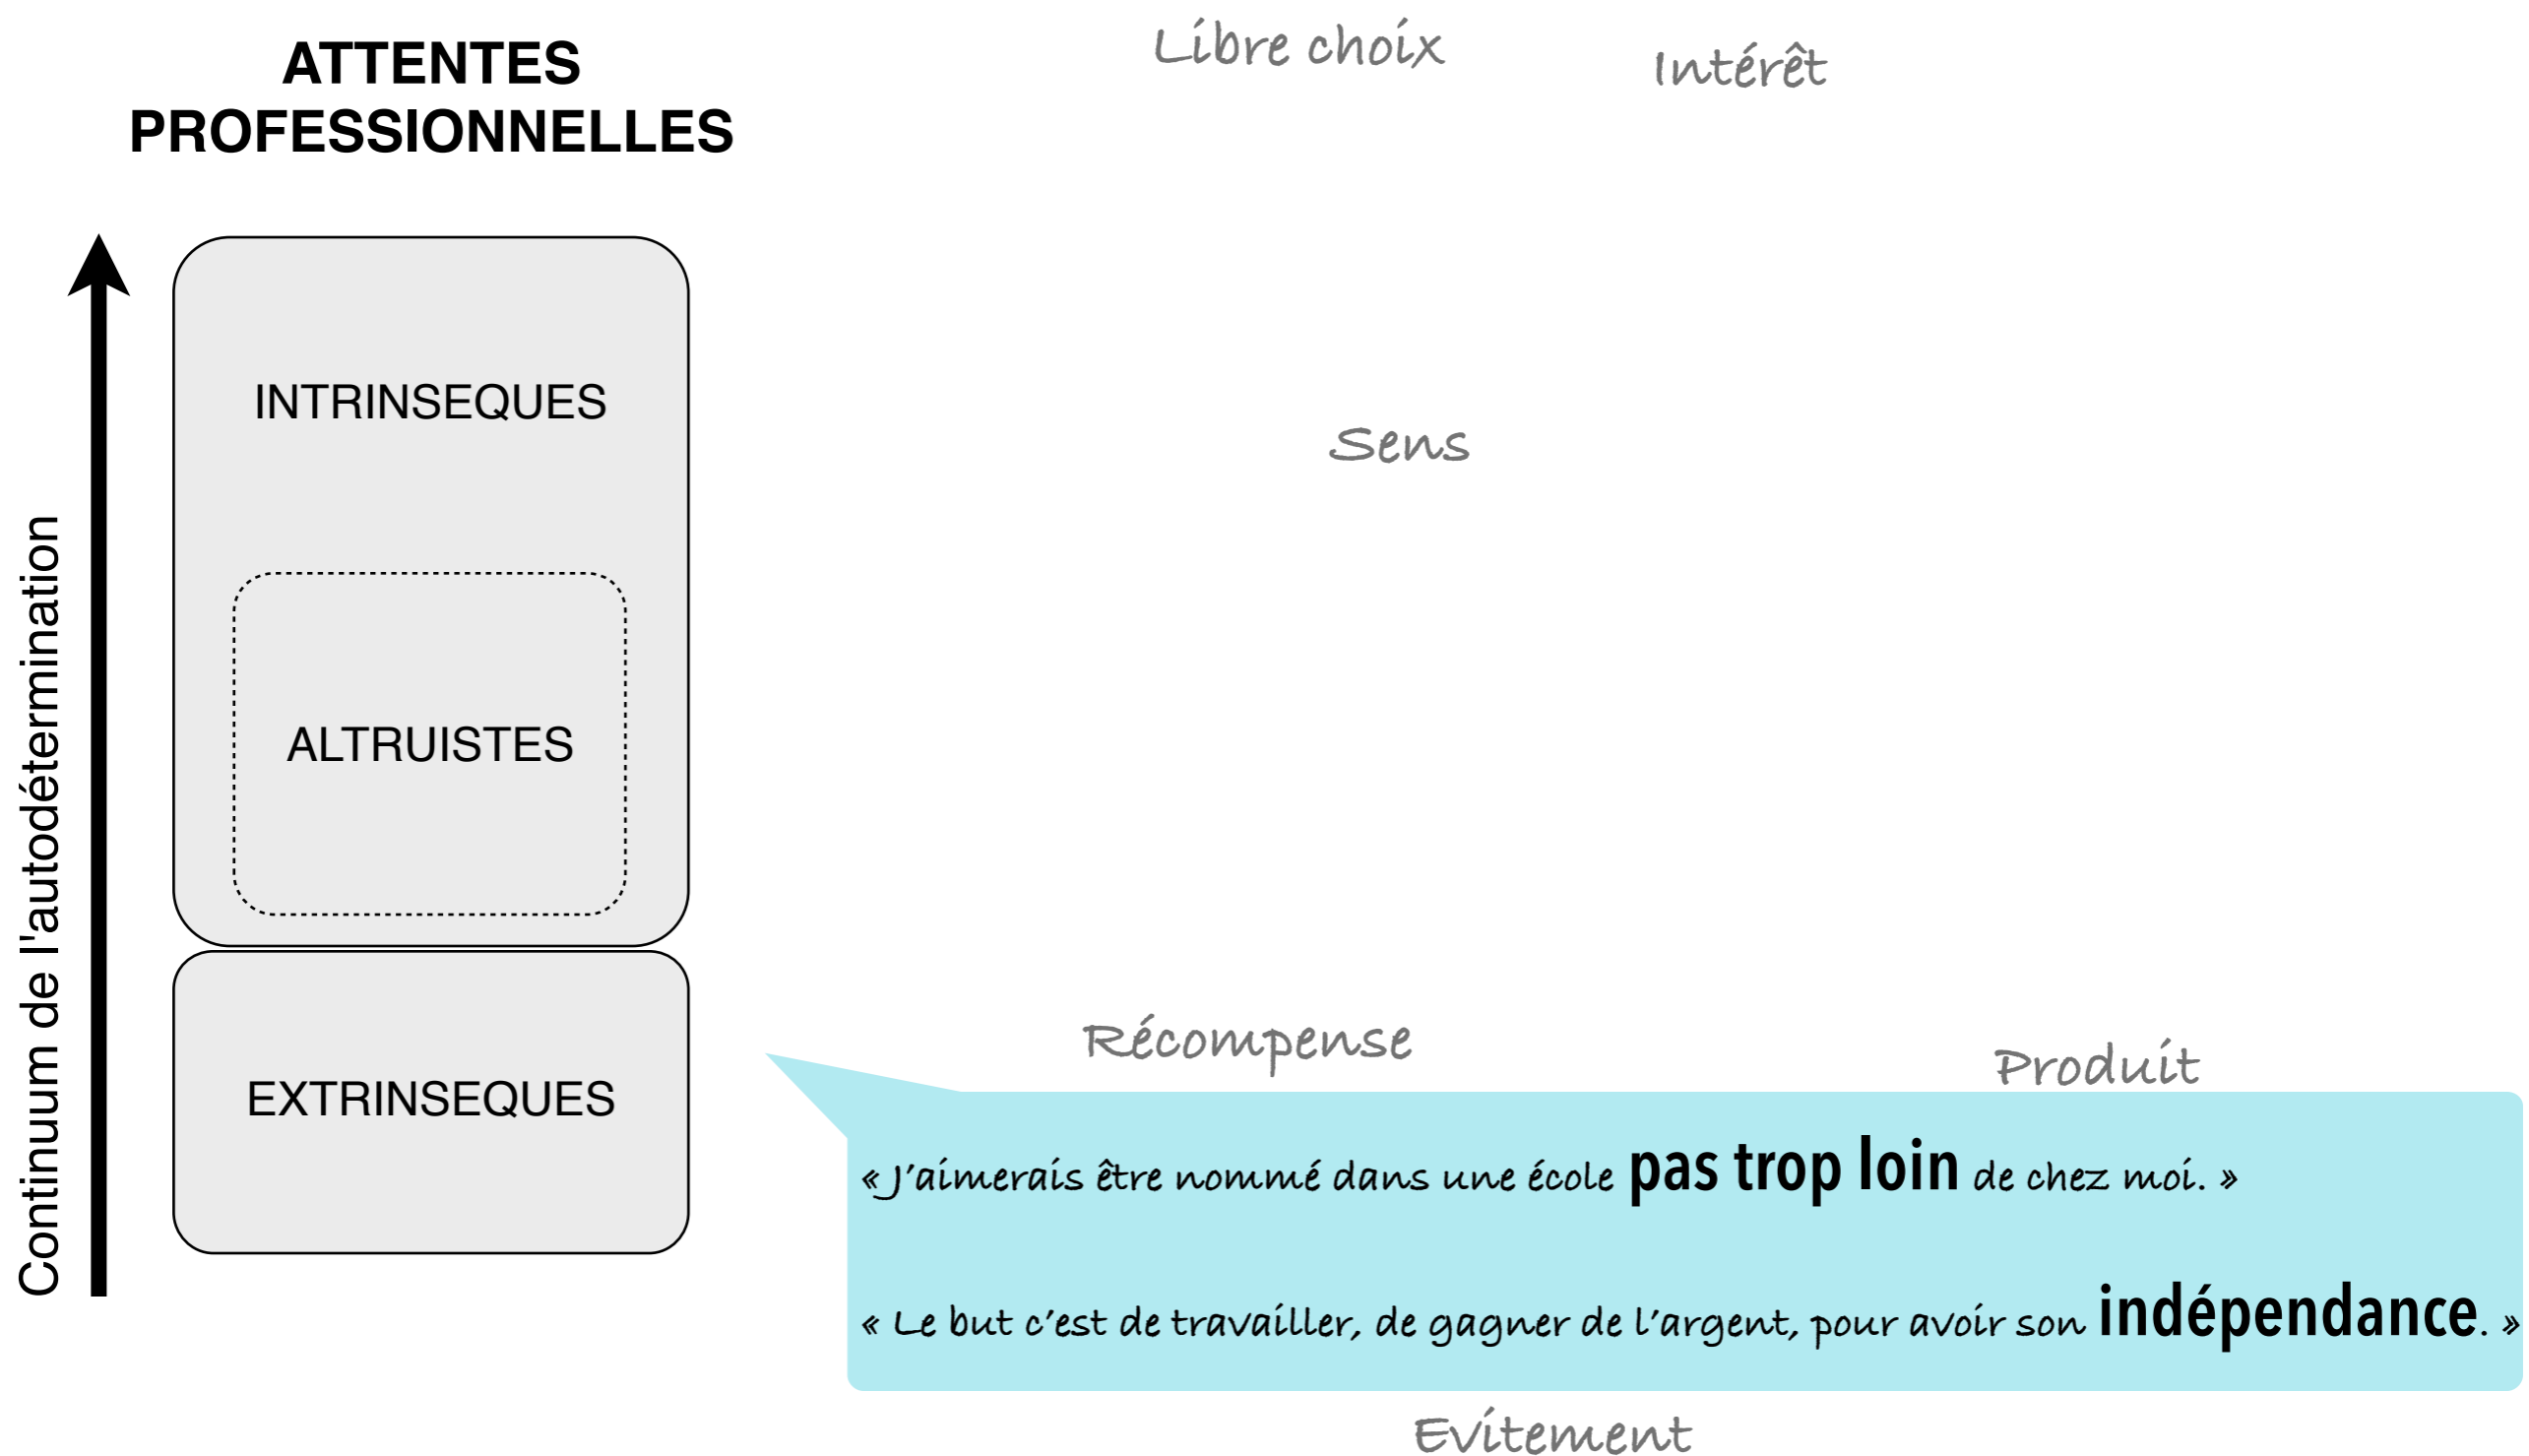 ATTENTES
PROFESSIONNELLES
Libre choix
Intérêt
INTRINSEQUES
Sens
ALTRUISTES
Continuum de l'autodétermination
EXTRINSEQUES
Récompense
Produit
« J'aimerais être nommé dans une école pas trop loin de chez moi. »
« Le but c'est de travailler, de gagner de l'argent, pour avoir son indépendance. »
Evitement